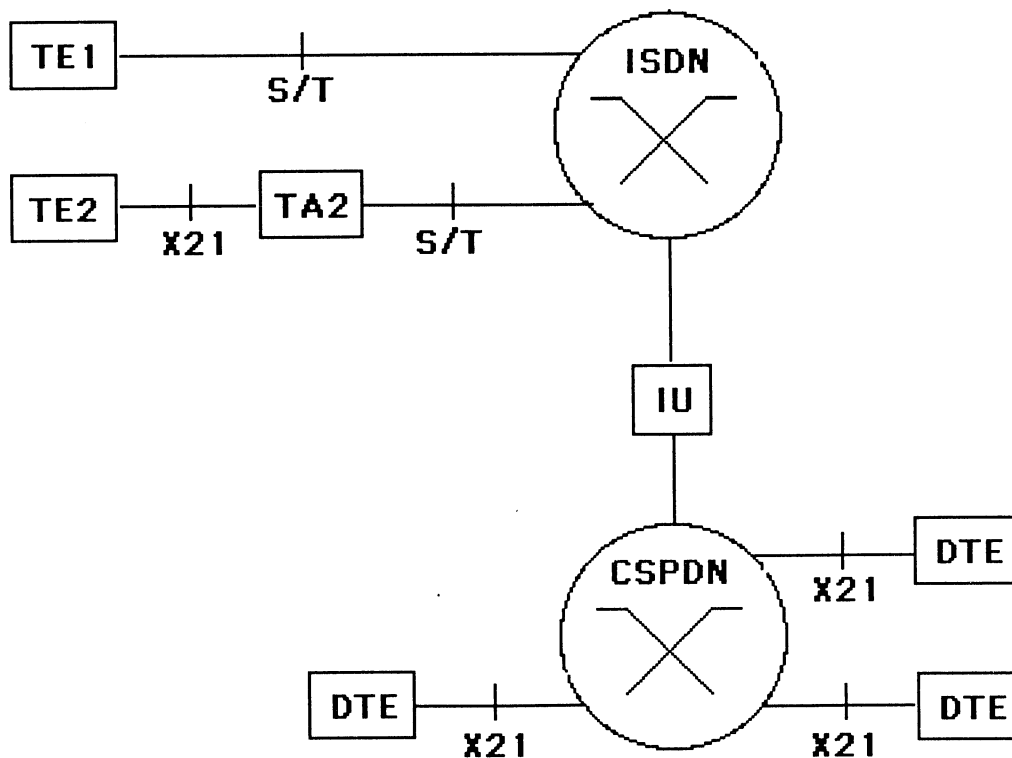 TE1
S/T
ISDN
TE2
X21
TA2
S/T
IU
CSPDN
X21
DTE
DTE
X21
X21
DTE